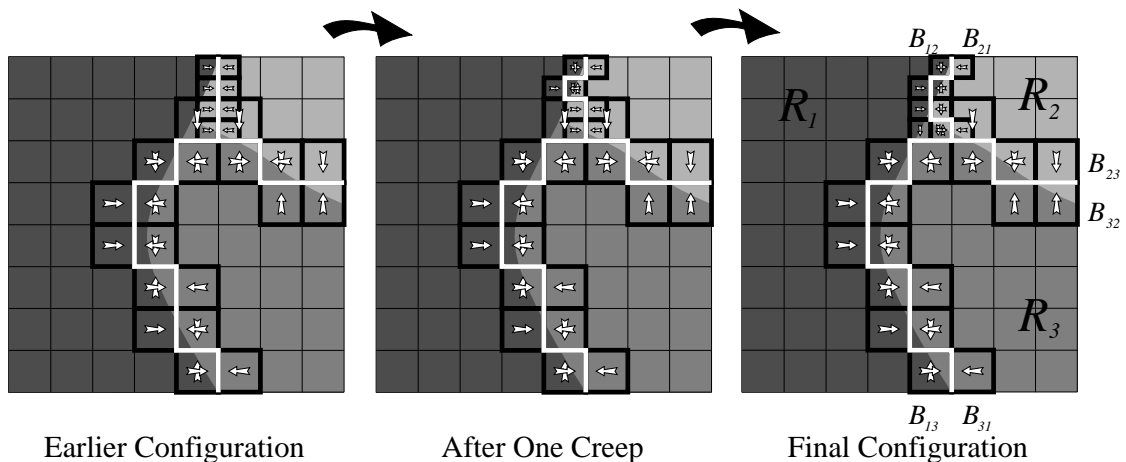 B12 B21
R1 R2
B23
B32
R3
B13 B31
Earlier Configuration After One Creep Final Configuration